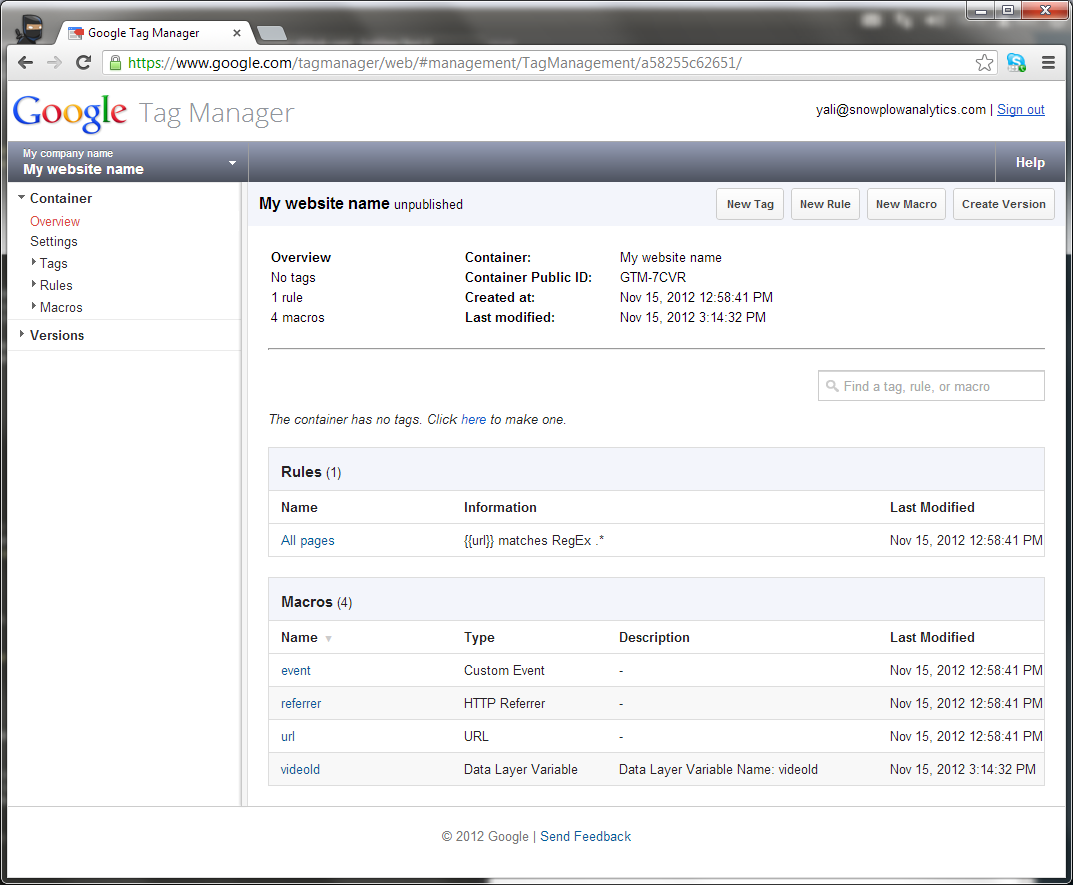 Google Tag Manager
https://www.google.com/tagmanager/web/#management/TagManagement/a58255c62651/
Google Tag Manager
yali@snowplowanalytics.com | Sign out
My company name
My website name
Help
Container
Overview
Settings
Tags
Rules
Macros
Versions
My website name unpublished
New Tag New Rule New Macro Create Version
Overview Container: My website name
No tags Container Public ID: GTM-7CVR
1 rule Created at: Nov 15, 2012 12:58:41 PM
4 macros Last modified: Nov 15, 2012 3:14:32 PM
Find a tag, rule, or macro
The container has no tags. Click here to make one.
Rules (1)
Name Information Last Modified
All pages {{url}} matches RegEx .* Nov 15, 2012 12:58:41 PM
Macros (4)
Name Type Description Last Modified
event Custom Event - Nov 15, 2012 12:58:41 PM
referrer HTTP Referrer - Nov 15, 2012 12:58:41 PM
url URL - Nov 15, 2012 12:58:41 PM
videoId Data Layer Variable Data Layer Variable Name: videoId Nov 15, 2012 3:14:32 PM
© 2012 Google | Send Feedback